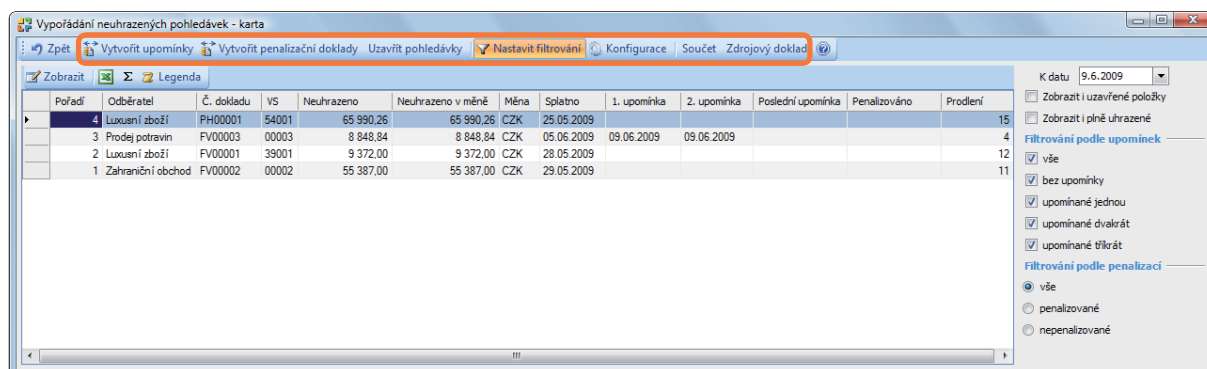 Vypořádání neuhrazených pohledávek - karta
Zpět Vytvořit upomínky Vytvořit penalizační doklady Uzavřít pohledávky Nastavit filtrování Konfigurace Součet Zdrojový doklad
Zobrazit Σ Legenda
K datu 9.6.2009
Pořadí Odběratel Č. dokladu VS Neuhrazeno Neuhrazeno v měně Měna Splatno 1. upomínka 2. upomínka Poslední upomínka Penalizováno Prodlení
4 Luxusní zboží PH00001 54001 65 990,26 65 990,26 CZK 25.05.2009 15
3 Prodej potravin FV00003 00003 8 848,84 8 848,84 CZK 05.06.2009 09.06.2009 09.06.2009 4
2 Luxusní zboží FV00001 39001 9 372,00 9 372,00 CZK 28.05.2009 12
1 Zahraniční obchod FV00002 00002 55 387,00 55 387,00 CZK 29.05.2009 11
Zobrazit i uzavřené položky
Zobrazit i plně uhrazené
Filtrování podle upomínek
vše
bez upomínky
upomínané jednou
upomínané dvakrát
upomínané třikrát
Filtrování podle penalizací
vše
penalizované
nepenalizované